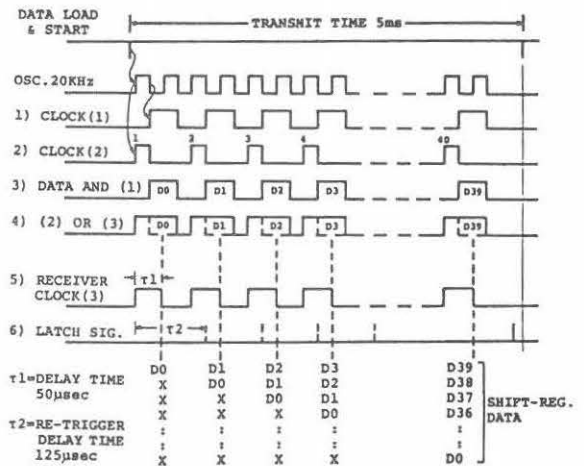 DATA LOAD
& START
TRANSMIT TIME 5ms
OSC.20KHz
1) CLOCK(1)
2) CLOCK(2)
1 2 3 4 40
3) DATA AND (1)
D0 D1 D2 D3 D39
4) (2) OR (3)
D0 D1 D2 D3 D39
5) RECEIVER
CLOCK(3)
τ1
6) LATCH SIG.
τ2
τ1=DELAY TIME
50μsec
τ2=RE-TRIGGER
DELAY TIME
125μsec
D0 D1 D2 D3 D39
X D0 D1 D2 D38
X X D0 D1 D37
X X X D0 D36
: : : : :
: : : : :
X X X X D0
SHIFT-REG.
DATA